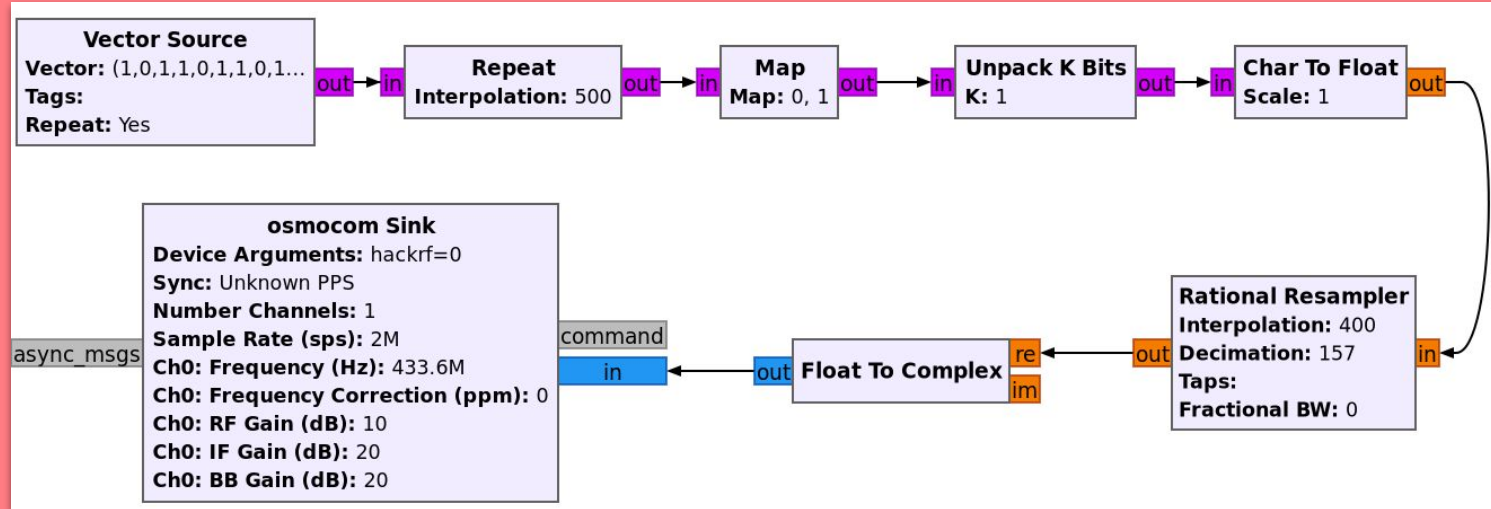 Vector Source
Vector: (1,0,1,1,0,1,1,0,1...
Tags:
Repeat: Yes
out
in
Repeat
Interpolation: 500
out
in
Map
Map: 0, 1
out
in
Unpack K Bits
K: 1
out
in
Char To Float
Scale: 1
out
osmocom Sink
Device Arguments: hackrf=0
Sync: Unknown PPS
Number Channels: 1
Sample Rate (sps): 2M
Ch0: Frequency (Hz): 433.6M
Ch0: Frequency Correction (ppm): 0
Ch0: RF Gain (dB): 10
Ch0: IF Gain (dB): 20
Ch0: BB Gain (dB): 20
async_msgs
command
in
out
Float To Complex
re
im
out
Rational Resampler
Interpolation: 400
Decimation: 157
Taps:
Fractional BW: 0
in